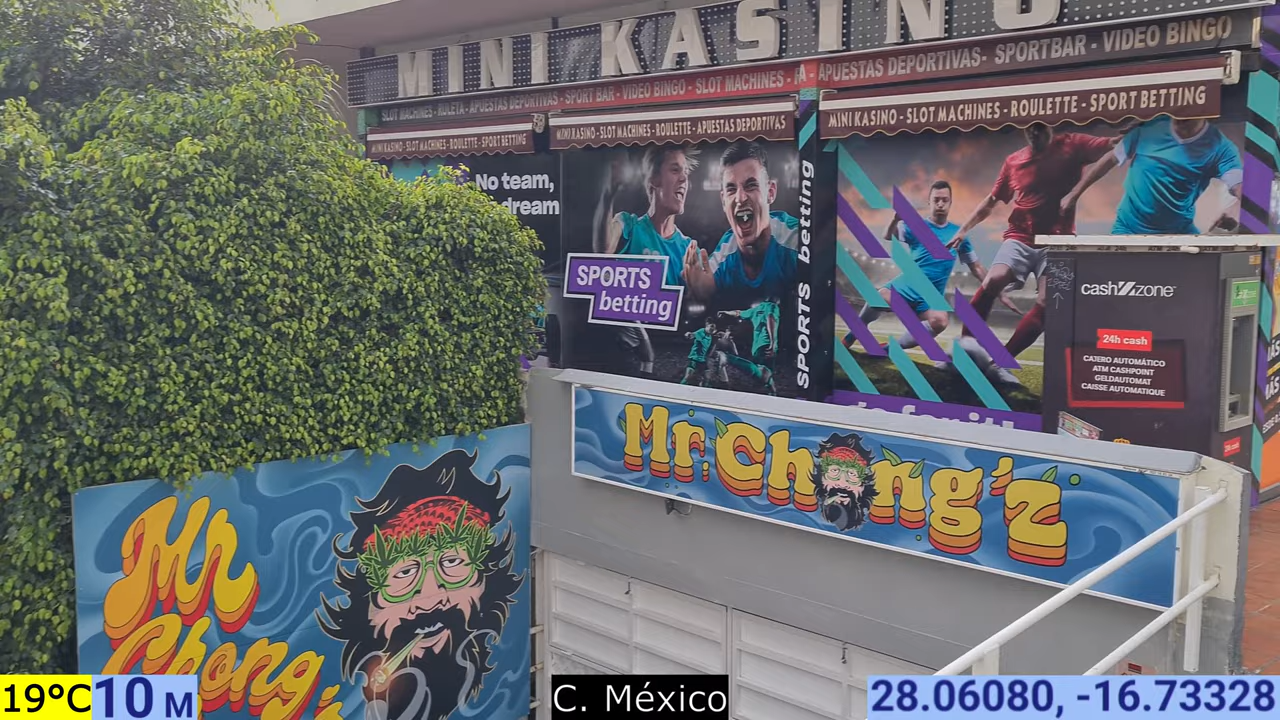 MINI KASINO
SLOT MACHINES - RULETA - APUESTAS DEPORTIVAS - SPORT BAR - VIDEO BINGO - SLOT MACHINES -
APUESTAS DEPORTIVAS - SPORTBAR - VIDEO BINGO
MINI KASINO - SLOT MACHINES - ROULETTE - SPORT BETTING
MINI KASINO - SLOT MACHINES - ROULETTE - APUESTAS DEPORTIVAS
MINI KASINO - SLOT MACHINES - ROULETTE - SPORT BETTING
No team,
dream
SPORTS
betting
SPORTS betting
cashzone
24h cash
CAJERO AUTOMÁTICO
ATM CASHPOINT
GELDAUTOMAT
CAISSE AUTOMATIQUE
Mr. Chong'z
Mr
Chong's
19°C
10 м
C. México
28.06080, -16.73328